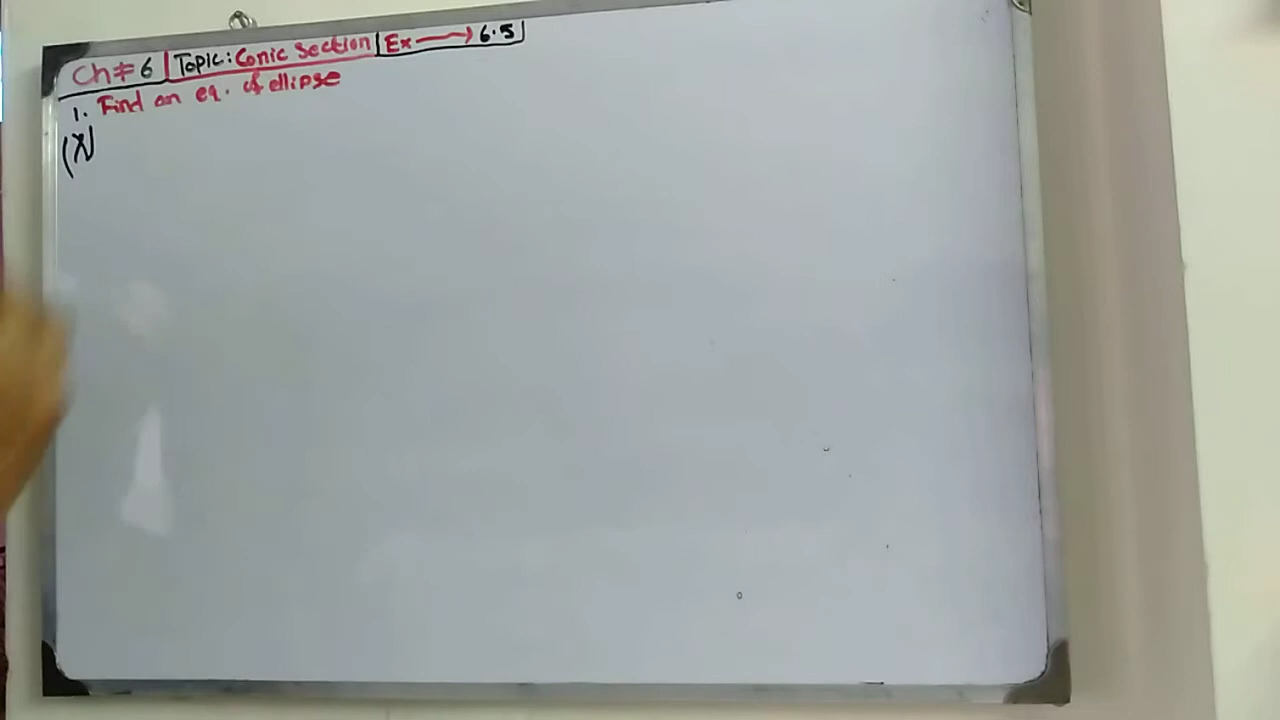 Ch # 6 | Topic: Conic Section | Ex → 6.5
1. Find an eq. of ellipse
(X)